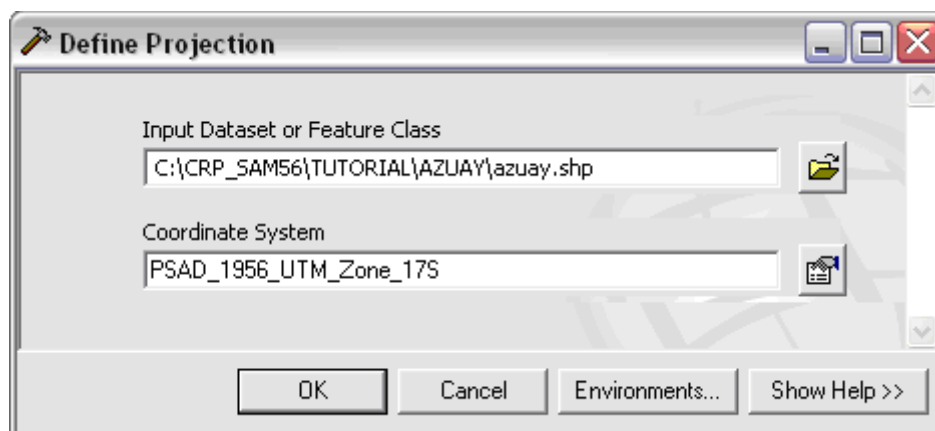 Define Projection
Input Dataset or Feature Class
C:\CRP_SAM56\TUTORIAL\AZUAY\azuay.shp
Coordinate System
PSAD_1956_UTM_Zone_17S
OK Cancel Environments... Show Help >>